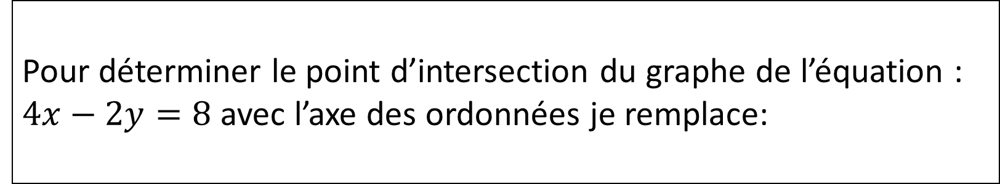 Pour déterminer le point d’intersection du graphe de l’équation :
4𝑥 − 2𝑦 = 8 avec l’axe des ordonnées je remplace: